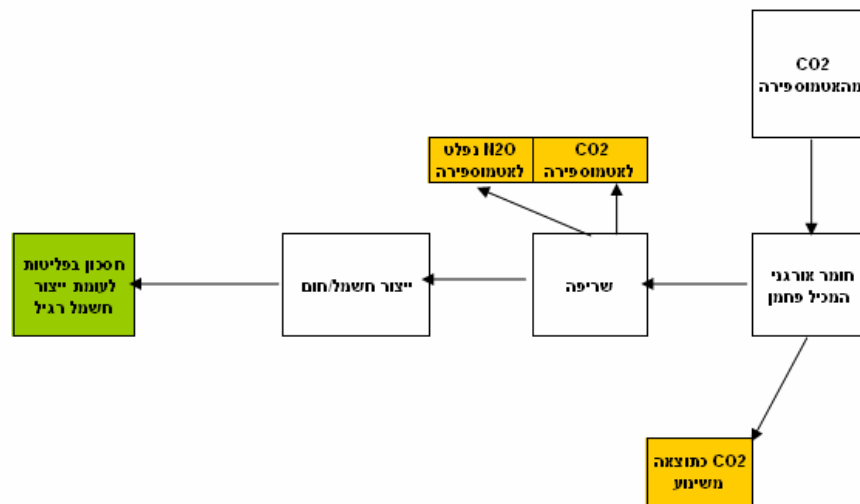 CO2
מהאטמוספירה
CO2
לאטמוספירה
N2O נפלט
לאטמוספירה
חומר אורגני
המכיל פחמן
שריפה
ייצור חשמל/חום
חסכון בפליטות
לעומת ייצור
חשמל רגיל
CO2 כתוצאה
משינוע